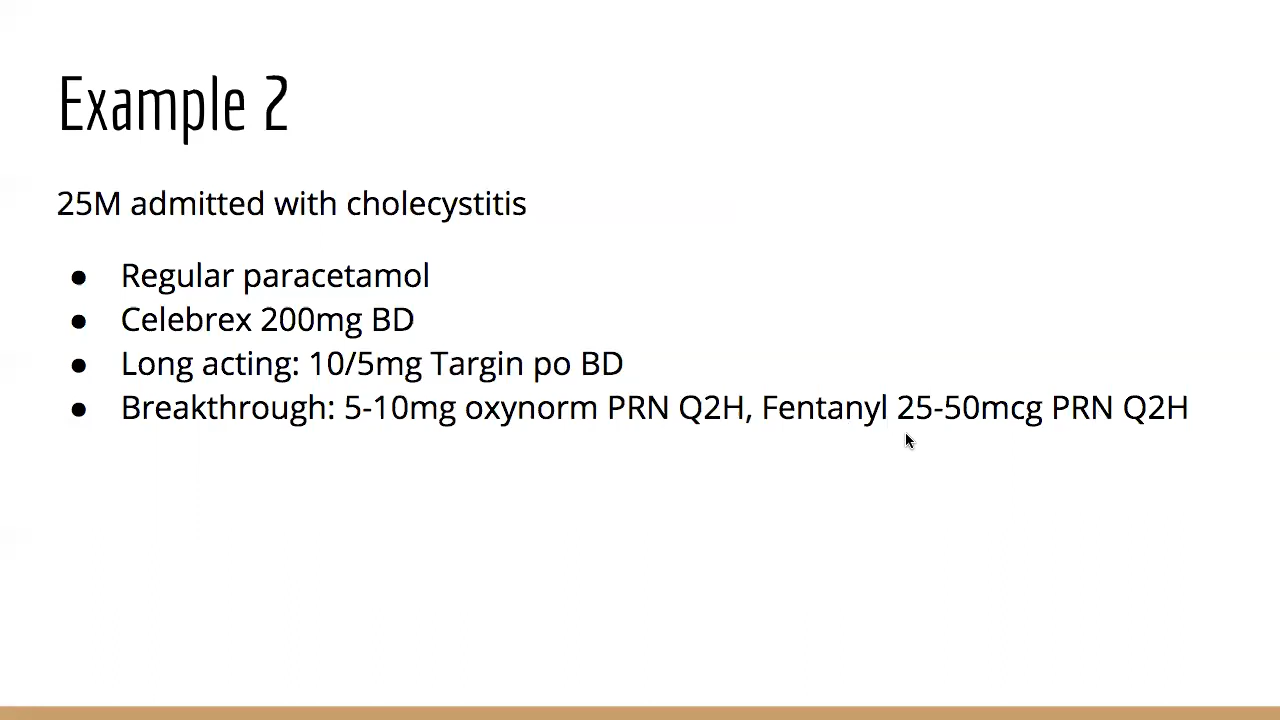 Example 2
25M admitted with cholecystitis
● Regular paracetamol
● Celebrex 200mg BD
● Long acting: 10/5mg Targin po BD
● Breakthrough: 5-10mg oxynorm PRN Q2H, Fentanyl 25-50mcg PRN Q2H